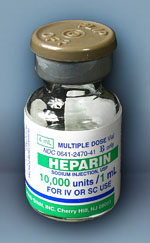 MULTIPLE DOSE Vial
NDC 0641-2470-41
HEPARIN
SODIUM INJECTION, USP
10,000 units / 1 mL
FOR IV OR SC USE
INC. Cherry Hill, NJ